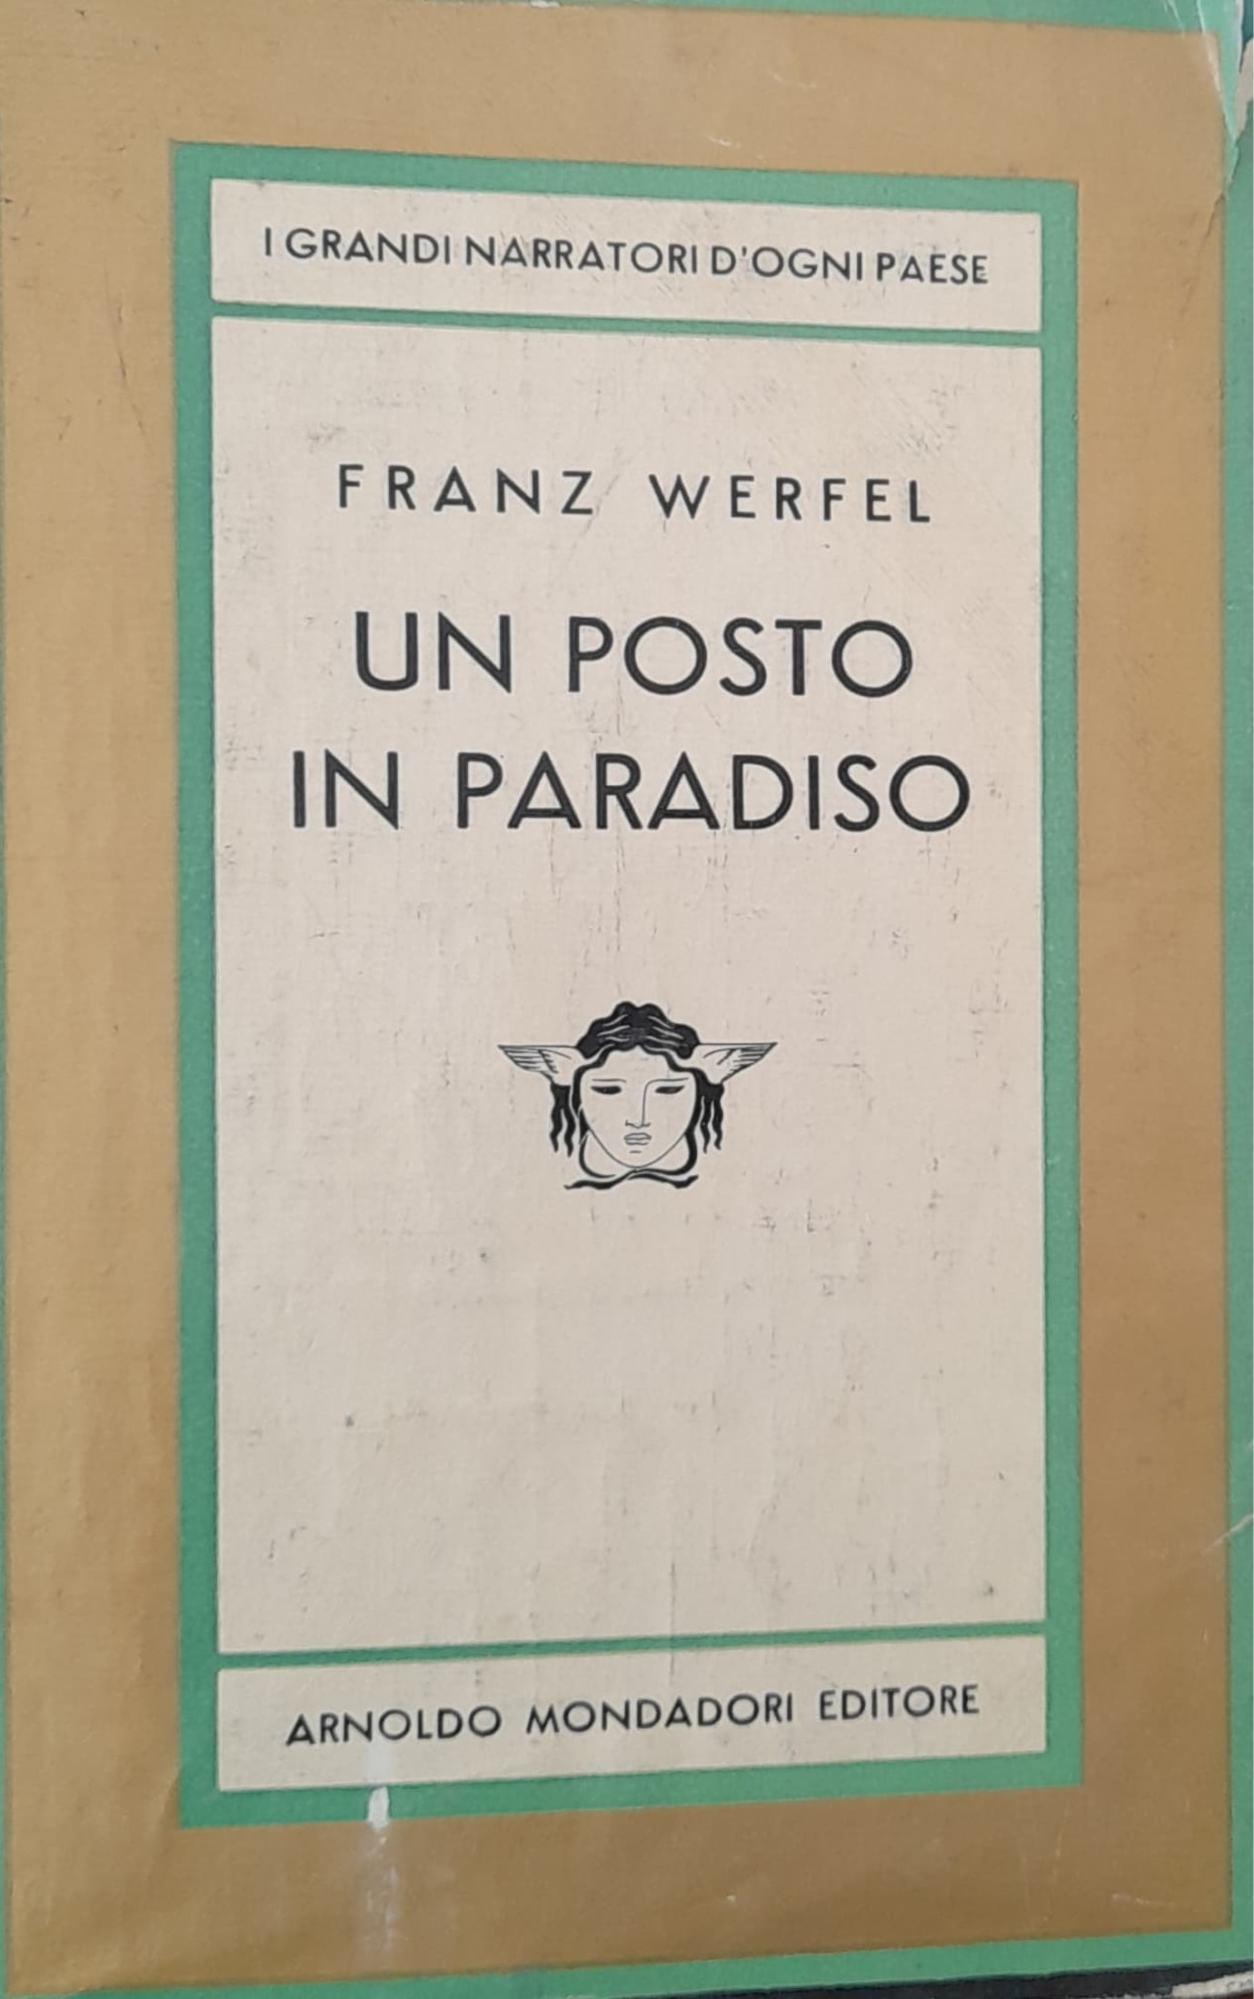 I GRANDI NARRATORI D'OGNI PAESE
FRANZ WERFEL
UN POSTO
IN PARADISO
ARNOLDO MONDADORI EDITORE